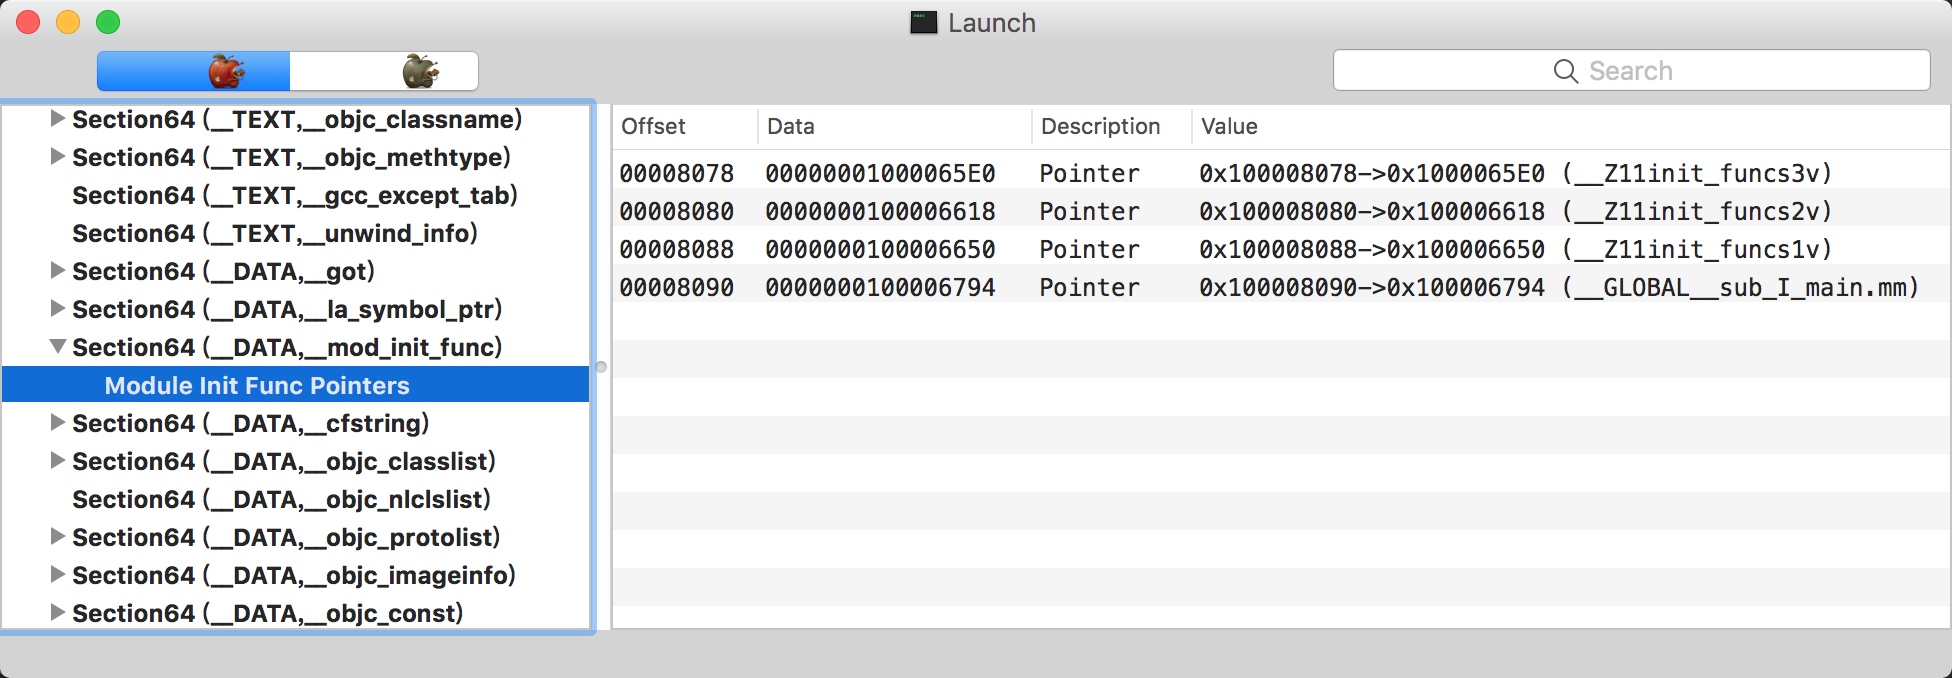 Launch
Search
Section64 (__TEXT,__objc_classname)
Section64 (__TEXT,__objc_methtype)
Section64 (__TEXT,__gcc_except_tab)
Section64 (__TEXT,__unwind_info)
Section64 (__DATA,__got)
Section64 (__DATA,__la_symbol_ptr)
Section64 (__DATA,__mod_init_func)
Module Init Func Pointers
Section64 (__DATA,__cfstring)
Section64 (__DATA,__objc_classlist)
Section64 (__DATA,__objc_nlclslist)
Section64 (__DATA,__objc_protolist)
Section64 (__DATA,__objc_imageinfo)
Section64 (__DATA,__objc_const)
Offset Data Description Value
00008078 00000001000065E0 Pointer 0x100008078->0x1000065E0 (__Z11init_funcs3v)
00008080 0000000100006618 Pointer 0x100008080->0x100006618 (__Z11init_funcs2v)
00008088 0000000100006650 Pointer 0x100008088->0x100006650 (__Z11init_funcs1v)
00008090 0000000100006794 Pointer 0x100008090->0x100006794 (__GLOBAL__sub_I_main.mm)